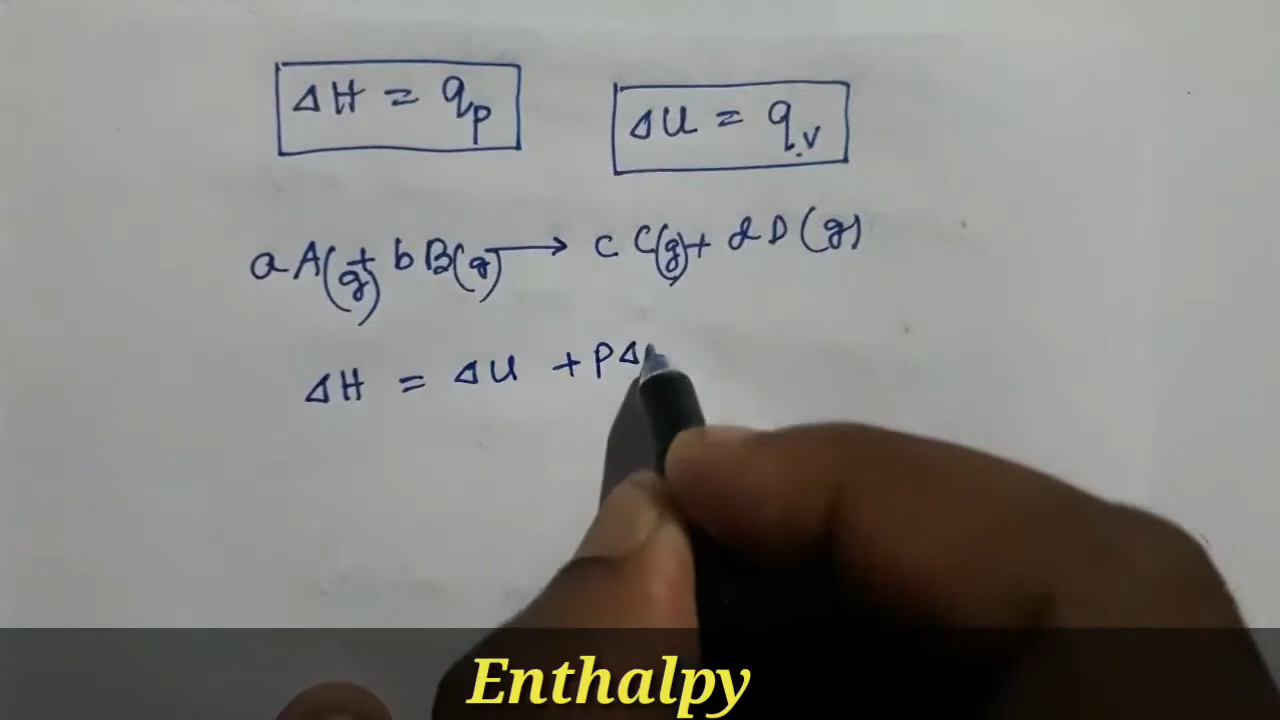 ΔH = qp
ΔU = qv
aA(g) + bB(g) → cC(g) + dD(g)
ΔH = ΔU + PΔ
Enthalpy